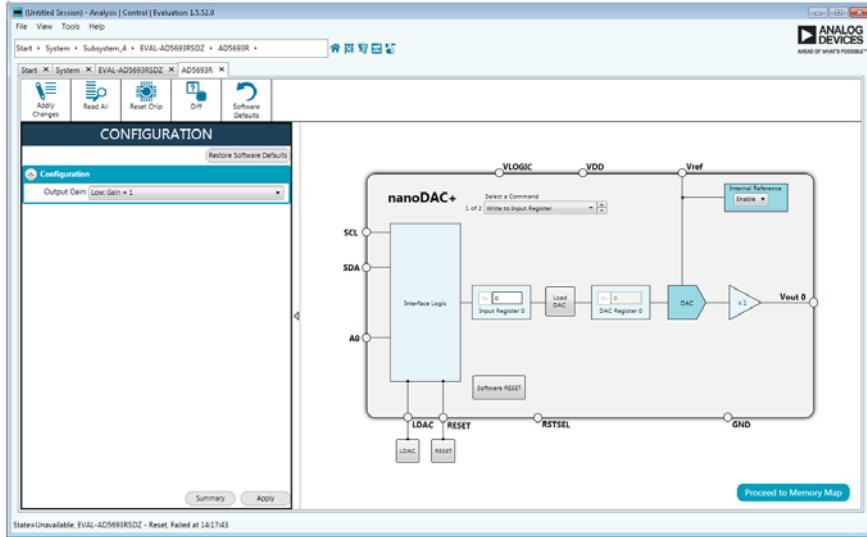 (Untitled Session) - Analysis | Control | Evaluation 1.5.52.0
File View Tools Help
ANALOG DEVICES
AHEAD OF WHAT'S POSSIBLE™
Start System Subsystem_4 EVAL-AD5693RSDZ AD5693R
Start System EVAL-AD5693RSDZ AD5693R
Apply Changes
Read All
Reset Chip
Diff
Software Defaults
CONFIGURATION
Restore Software Defaults
Configuration
Output Gain: Low: Gain = 1
Summary Apply
VLOGIC VDD Vref
nanoDAC+
Select a Command
1 of 2 Write to Input Register
Internal Reference
Enable
SCL
SDA
A0
Interface Logic
0x 0
Input Register 0
Load DAC
0x 0
DAC Register 0
DAC
x 1
Vout 0
Software RESET
LDAC RESET RSTSEL GND
LDAC RESET
Proceed to Memory Map
State=Unavailable, EVAL-AD5693RSDZ - Reset, Failed at 14:17:43